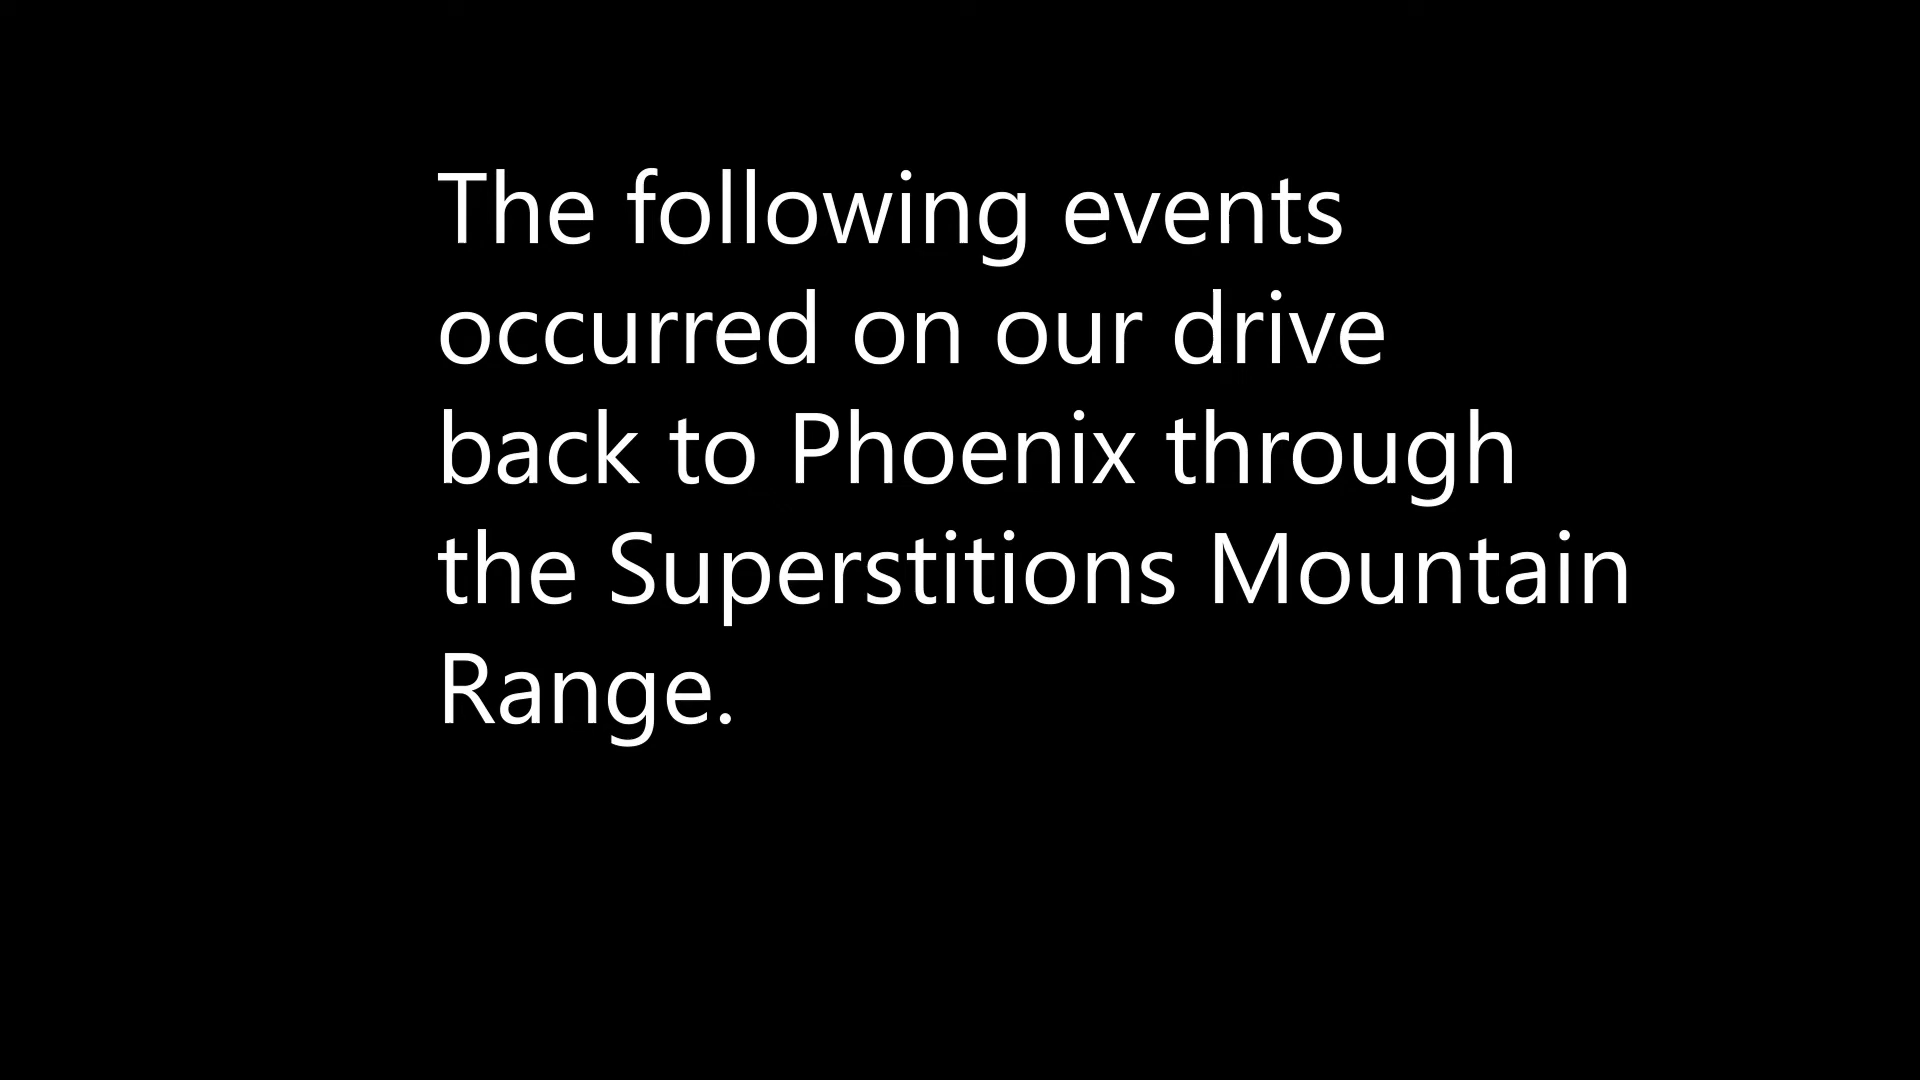 The following events
occurred on our drive
back to Phoenix through
the Superstitions Mountain
Range.